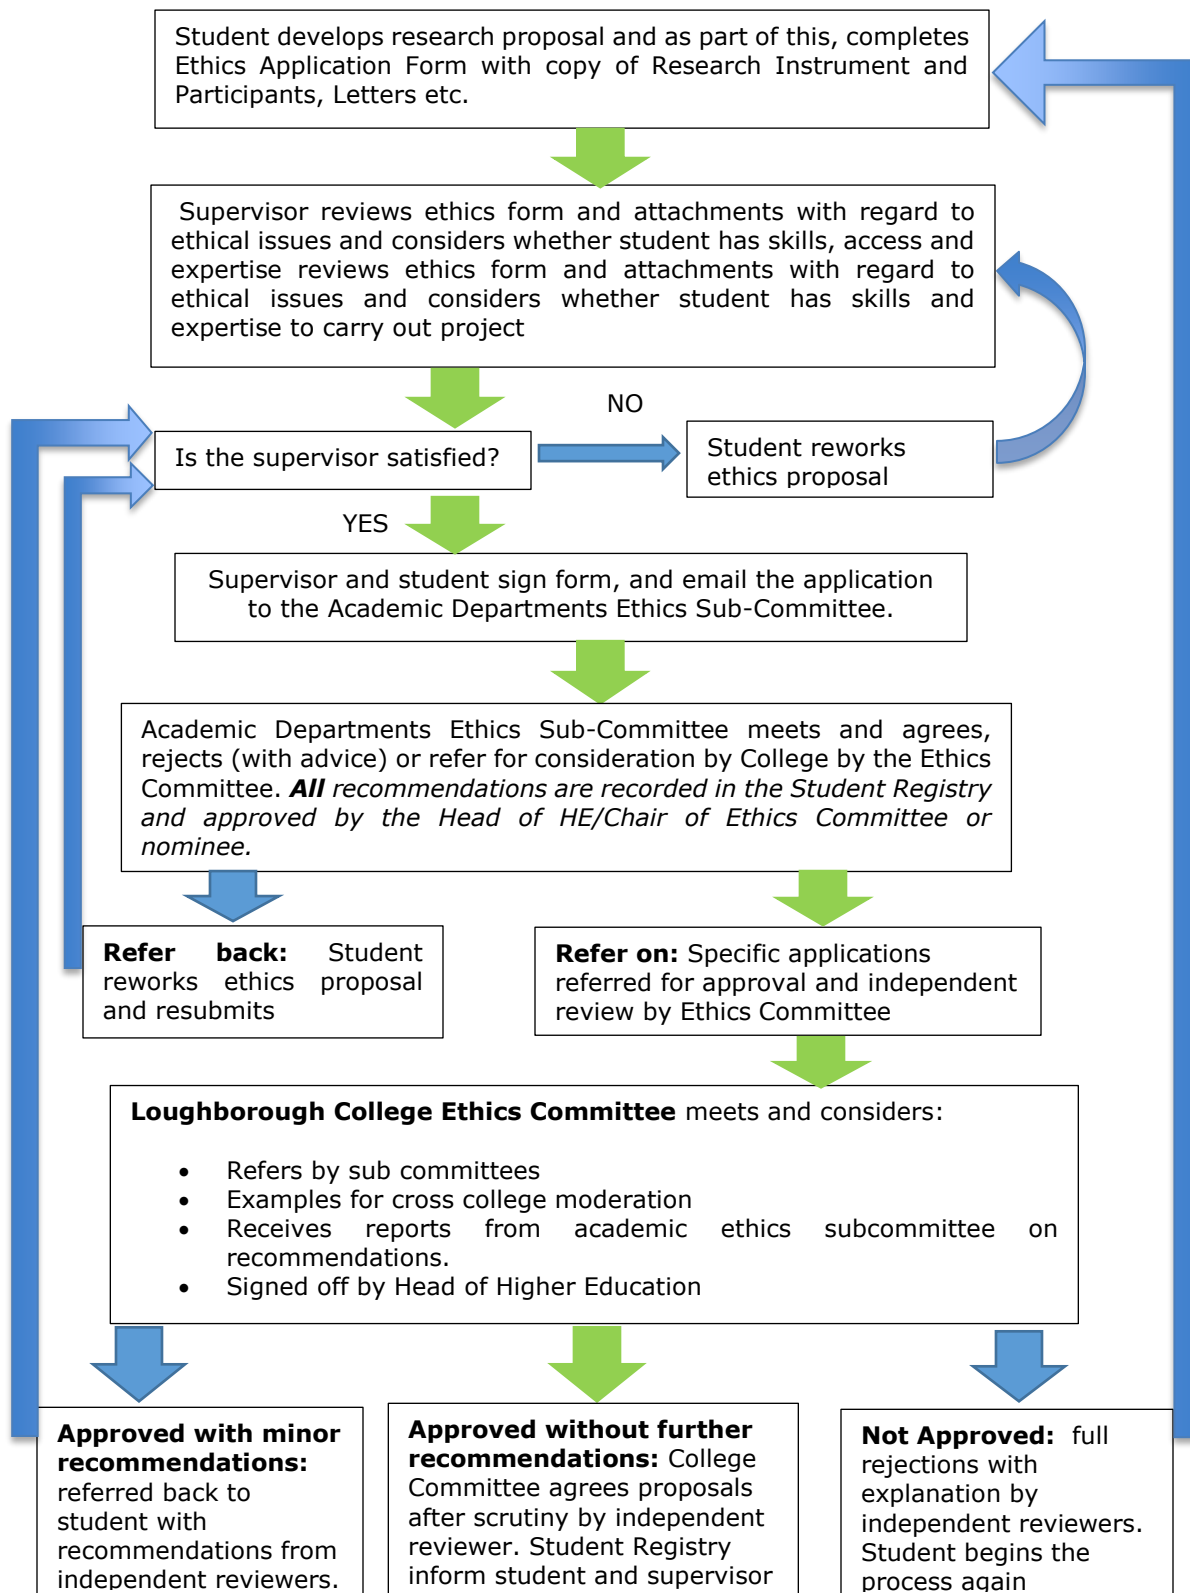 Student develops research proposal and as part of this, completes
Ethics Application Form with copy of Research Instrument and
Participants, Letters etc.
Supervisor reviews ethics form and attachments with regard to
ethical issues and considers whether student has skills, access and
expertise reviews ethics form and attachments with regard to
ethical issues and considers whether student has skills and
expertise to carry out project
NO
Is the supervisor satisfied?
Student reworks
ethics proposal
YES
Supervisor and student sign form, and email the application
to the Academic Departments Ethics Sub-Committee.
Academic Departments Ethics Sub-Committee meets and agrees,
rejects (with advice) or refer for consideration by College by the Ethics
Committee. All recommendations are recorded in the Student Registry
and approved by the Head of HE/Chair of Ethics Committee or
nominee.
Refer back: Student
reworks ethics proposal
and resubmits
Refer on: Specific applications
referred for approval and independent
review by Ethics Committee
Loughborough College Ethics Committee meets and considers:
• Refers by sub committees
• Examples for cross college moderation
• Receives reports from academic ethics subcommittee on
recommendations.
• Signed off by Head of Higher Education
Approved with minor
recommendations:
referred back to
student with
recommendations from
independent reviewers.
Approved without further
recommendations: College
Committee agrees proposals
after scrutiny by independent
reviewer. Student Registry
inform student and supervisor
Not Approved: full
rejections with
explanation by
independent reviewers.
Student begins the
process again